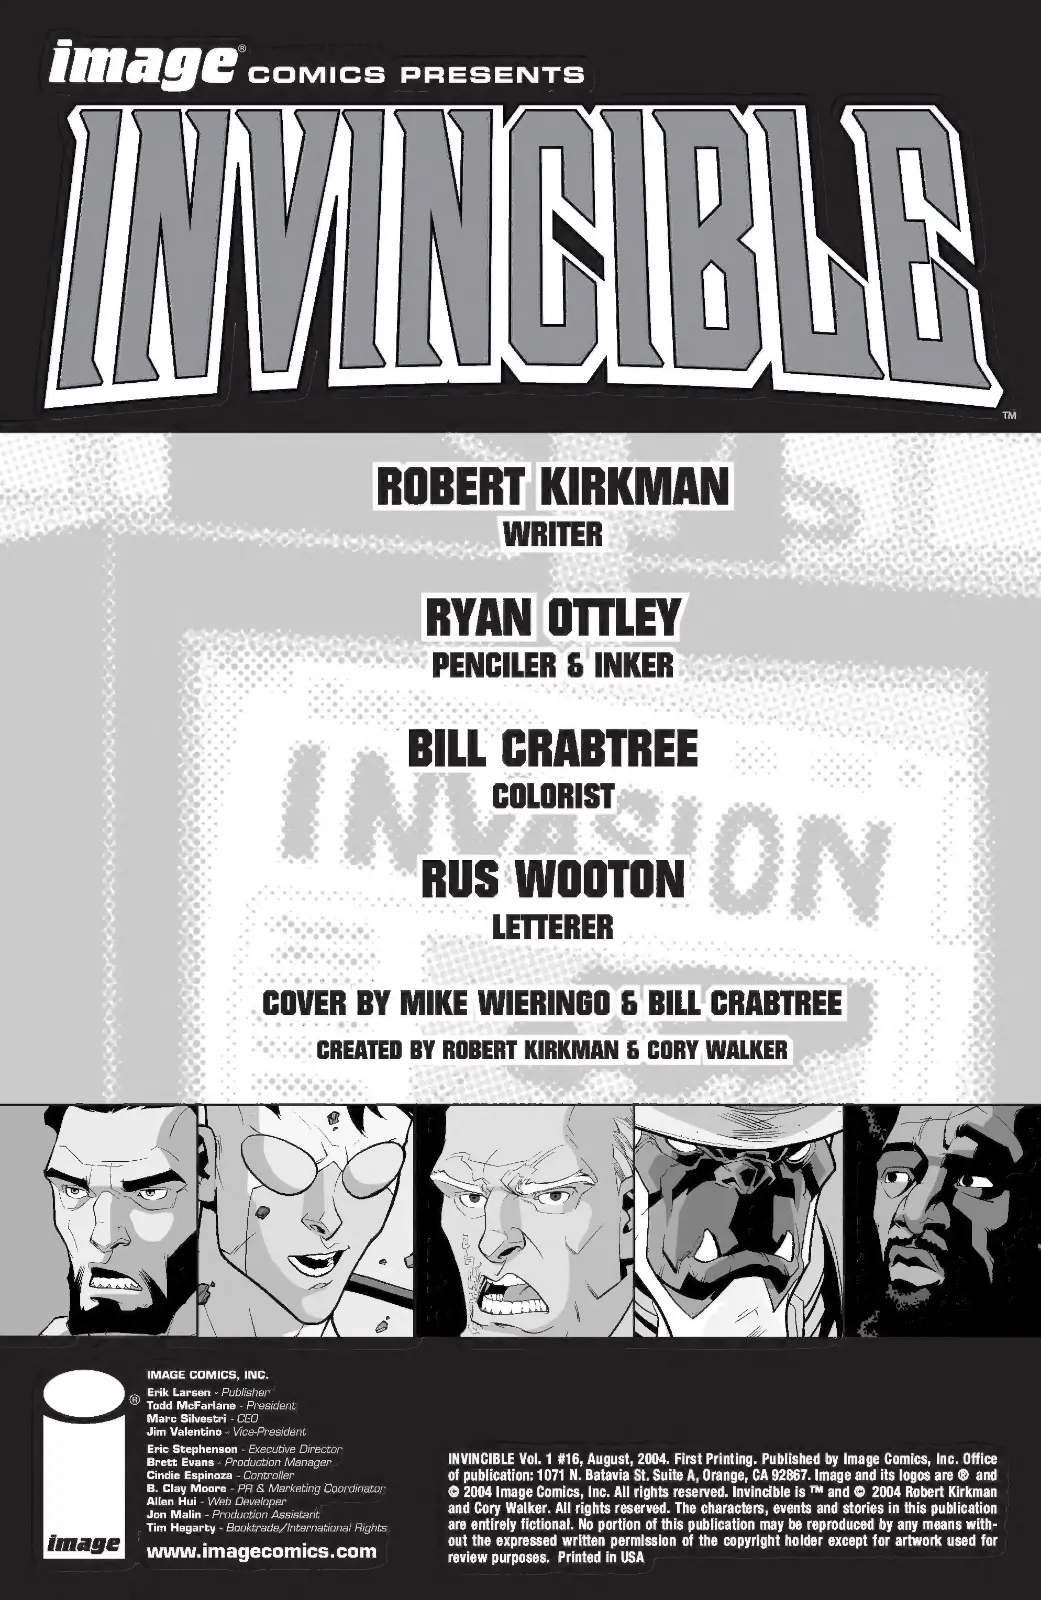 image® COMICS PRESENTS
INVINCIBLE™
ROBERT KIRKMAN
WRITER
RYAN OTTLEY
PENCILER & INKER
BILL CRABTREE
COLORIST
INVASION
RUS WOOTON
LETTERER
COVER BY MIKE WIERINGO & BILL CRABTREE
CREATED BY ROBERT KIRKMAN & CORY WALKER
®
image
IMAGE COMICS, INC.
Erik Larsen - Publisher
Todd McFarlane - President
Marc Silvestri - CEO
Jim Valentino - Vice-President
Eric Stephenson - Executive Director
Brett Evans - Production Manager
Cindie Espinoza - Controller
B. Clay Moore - PR & Marketing Coordinator
Allen Hui - Web Developer
Jon Malin - Production Assistant
Tim Hegarty - Booktrade/International Rights
www.imagecomics.com
INVINCIBLE Vol. 1 #16, August, 2004. First Printing. Published by Image Comics, Inc. Office
of publication: 1071 N. Batavia St. Suite A, Orange, CA 92867. Image and its logos are ® and
© 2004 Image Comics, Inc. All rights reserved. Invincible is ™ and © 2004 Robert Kirkman
and Cory Walker. All rights reserved. The characters, events and stories in this publication
are entirely fictional. No portion of this publication may be reproduced by any means with-
out the expressed written permission of the copyright holder except for artwork used for
review purposes. Printed in USA